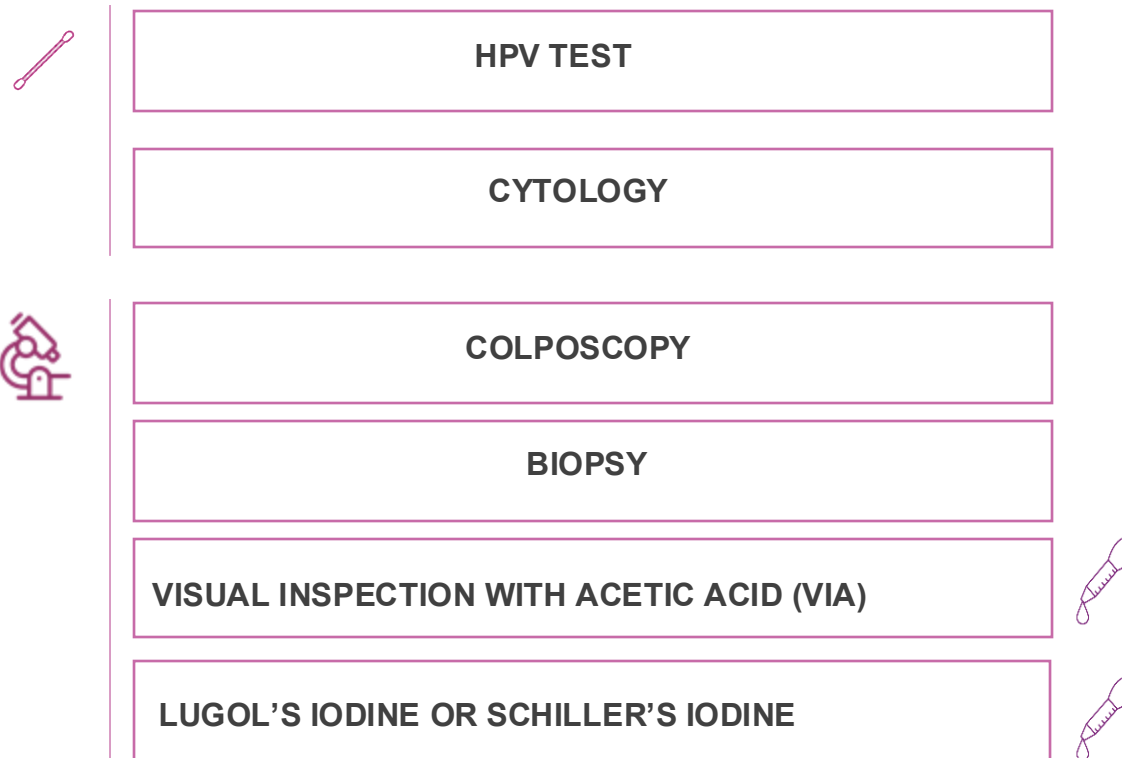 HPV TEST
CYTOLOGY
COLPOSCOPY
BIOPSY
VISUAL INSPECTION WITH ACETIC ACID (VIA)
LUGOL’S IODINE OR SCHILLER’S IODINE